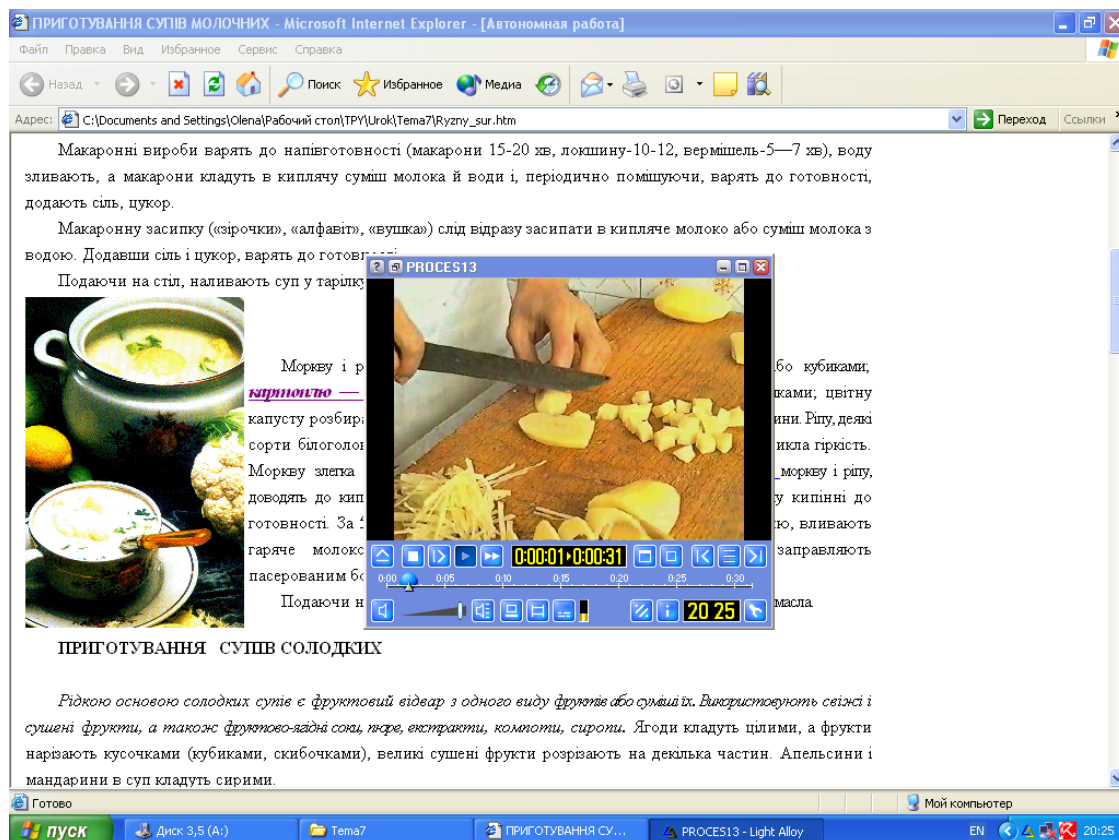 ПРИГОТУВАННЯ СУПІВ МОЛОЧНИХ - Microsoft Internet Explorer - [Автономная работа]
Файл Правка Вид Избранное Сервис Справка
Назад Поиск Избранное Медиа
Адрес: C:\Documents and Settings\Olena\Рабочий стол\TPY\Urok\Tema7\Ryzny_sur.htm Переход Ссылки
Макаронні вироби варять до напівготовності (макарони 15-20 хв, локшину-10-12, вермішель-5—7 хв), воду
зливають, а макарони кладуть в киплячу суміш молока й води і, періодично помішуючи, варять до готовності,
додають сіль, цукор.
Макаронну засипку («зірочки», «алфавіт», «вушка») слід відразу засипати в кипляче молоко або суміш молока з
водою. Додавши сіль і цукор, варять до готовності.
Подаючи на стіл, наливають суп у тарілку
PROCES13
Моркву і р бо кубиками;
картоплю — иками; цвітну
капусту розбира ини. Ріпу, деякі
сорти білоголов икла гіркість.
Моркву злегка моркву і ріпу,
доводять до кип у кипінні до
готовності. За 5 ю, вливають
гаряче молоко заправляють
пасерованим бо
Подаючи н масла
0:00:01 0:00:31
0:00 0:05 0:10 0:15 0:20 0:25 0:30
20 25
ПРИГОТУВАННЯ СУПІВ СОЛОДКИХ
Рідкою основою солодких супів є фруктовий відвар з одного виду фруктів або суміші їх. Використовують свіжі і
сушені фрукти, а також фруктово-ягідні соки, пюре, екстракти, компоти, сиропи. Ягоди кладуть цілими, а фрукти
нарізають кусочками (кубиками, скибочками), великі сушені фрукти розрізають на декілька частин. Апельсини і
мандарини в суп кладуть сирими.
Готово Мой компьютер
пуск Диск 3,5 (A:) Tema7 ПРИГОТУВАННЯ СУ... PROCES13 - Light Alloy EN 20:25